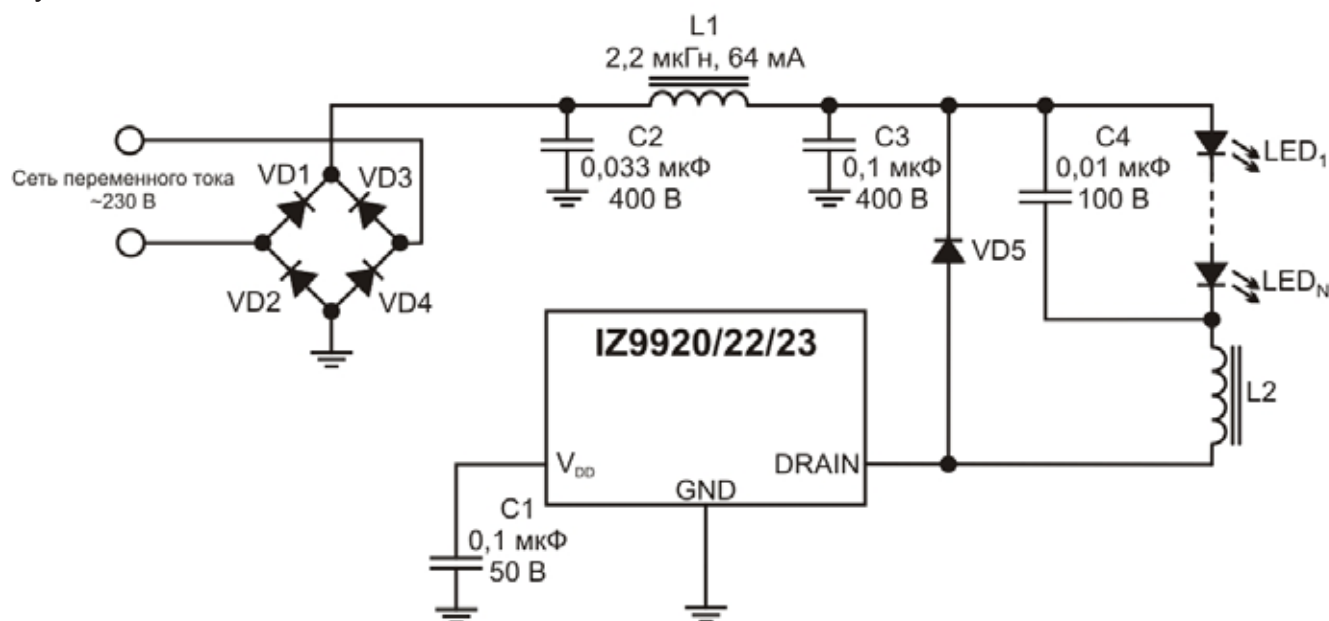 L1
2,2 мкГн, 64 мА
Сеть переменного тока
~230 В
VD1
VD3
VD2
VD4
C2
0,033 мкФ
400 В
C3
0,1 мкФ
400 В
C4
0,01 мкФ
100 В
LED1
VD5
LEDN
IZ9920/22/23
L2
VDD
DRAIN
GND
C1
0,1 мкФ
50 В